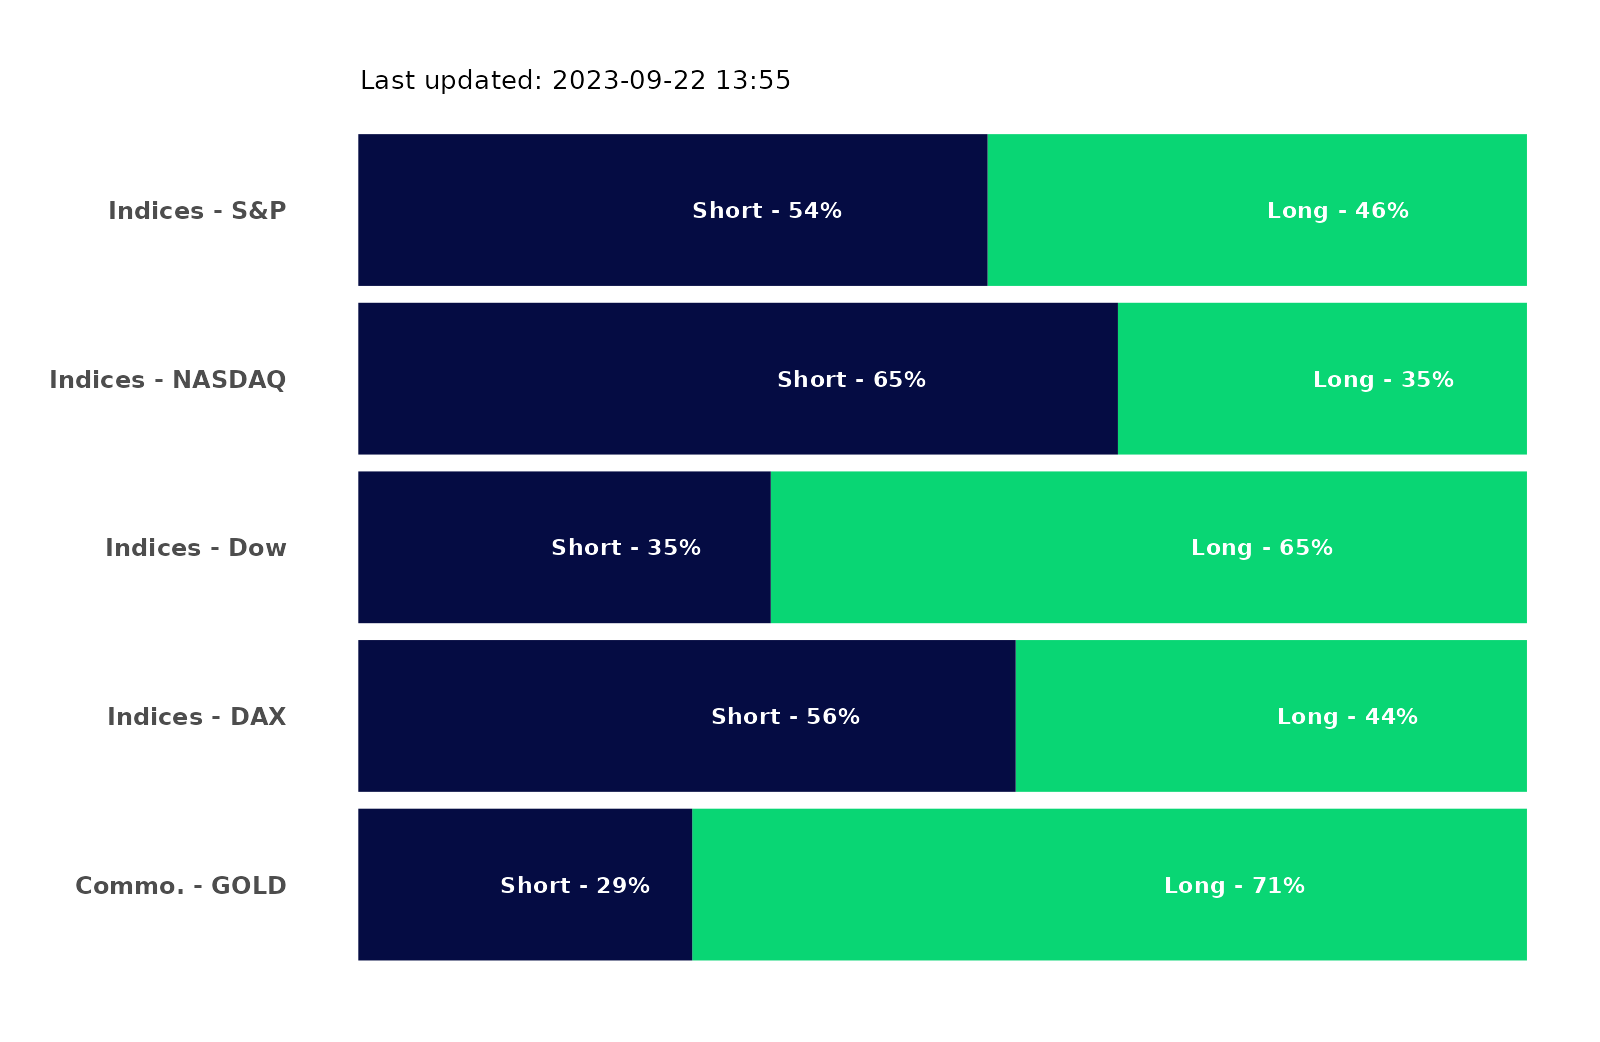 Last updated: 2023-09-22 13:55
Indices - S&P Short - 54% Long - 46%
Indices - NASDAQ Short - 65% Long - 35%
Indices - Dow Short - 35% Long - 65%
Indices - DAX Short - 56% Long - 44%
Commo. - GOLD Short - 29% Long - 71%